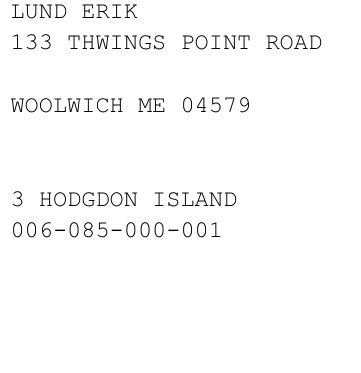 LUND ERIK
133 THWINGS POINT ROAD
WOOLWICH ME 04579
3 HODGDON ISLAND
006-085-000-001